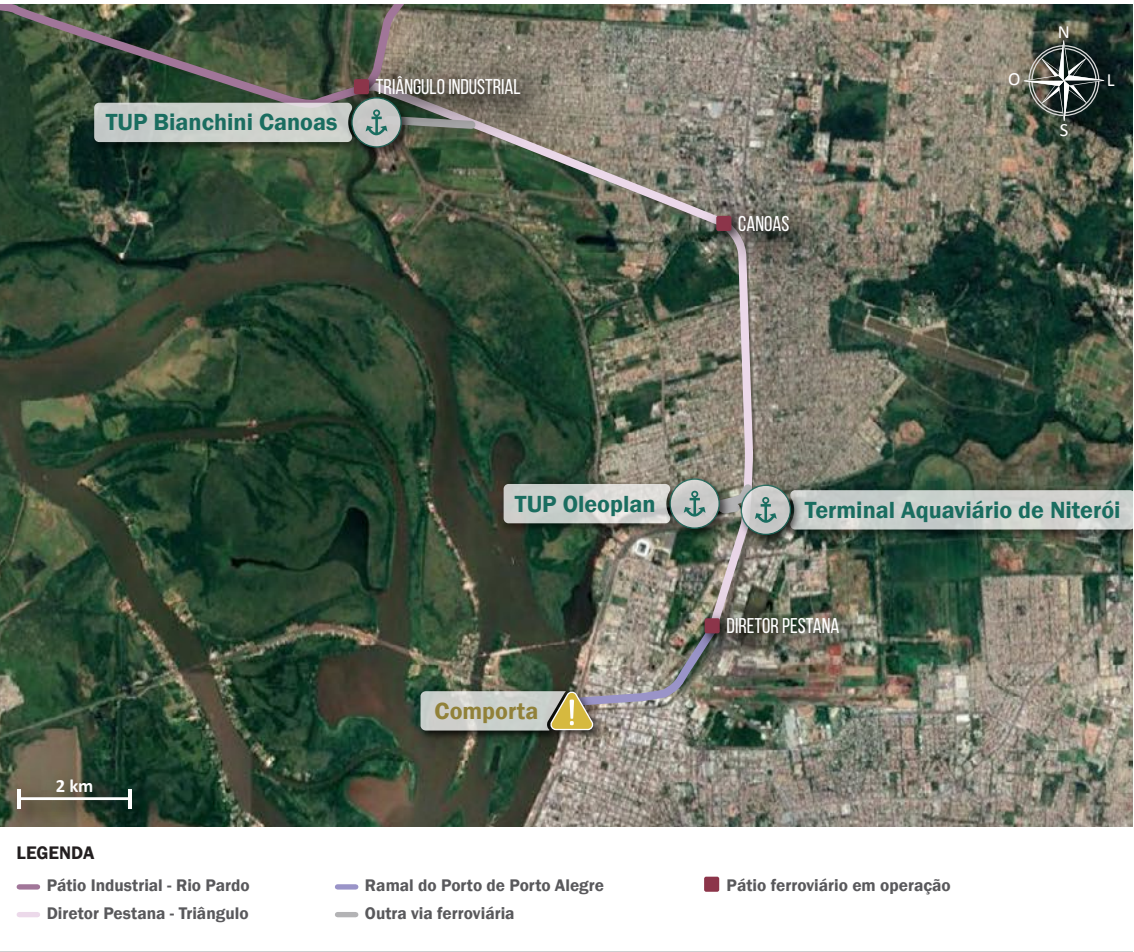 N
O
L
S
TRIÂNGULO INDUSTRIAL
TUP Bianchini Canoas
CANOAS
TUP Oleoplan
Terminal Aquaviário de Niterói
DIRETOR PESTANA
Comporta
2 km
LEGENDA
Pátio Industrial - Rio Pardo
Ramal do Porto de Porto Alegre
Pátio ferroviário em operação
Diretor Pestana - Triângulo
Outra via ferroviária